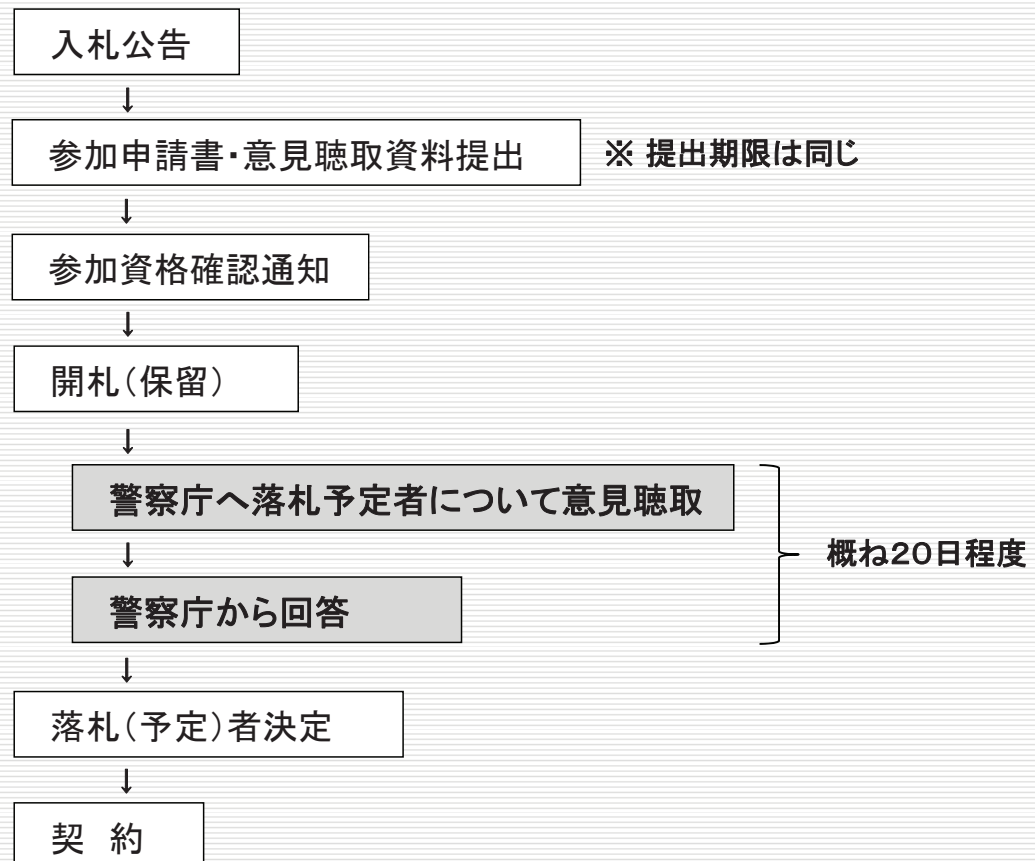 入札公告
↓
参加申請書・意見聴取資料提出 ※ 提出期限は同じ
↓
参加資格確認通知
↓
開札(保留)
↓
警察庁へ落札予定者について意見聴取
↓
概ね20日程度
警察庁から回答
↓
落札(予定)者決定
↓
契 約